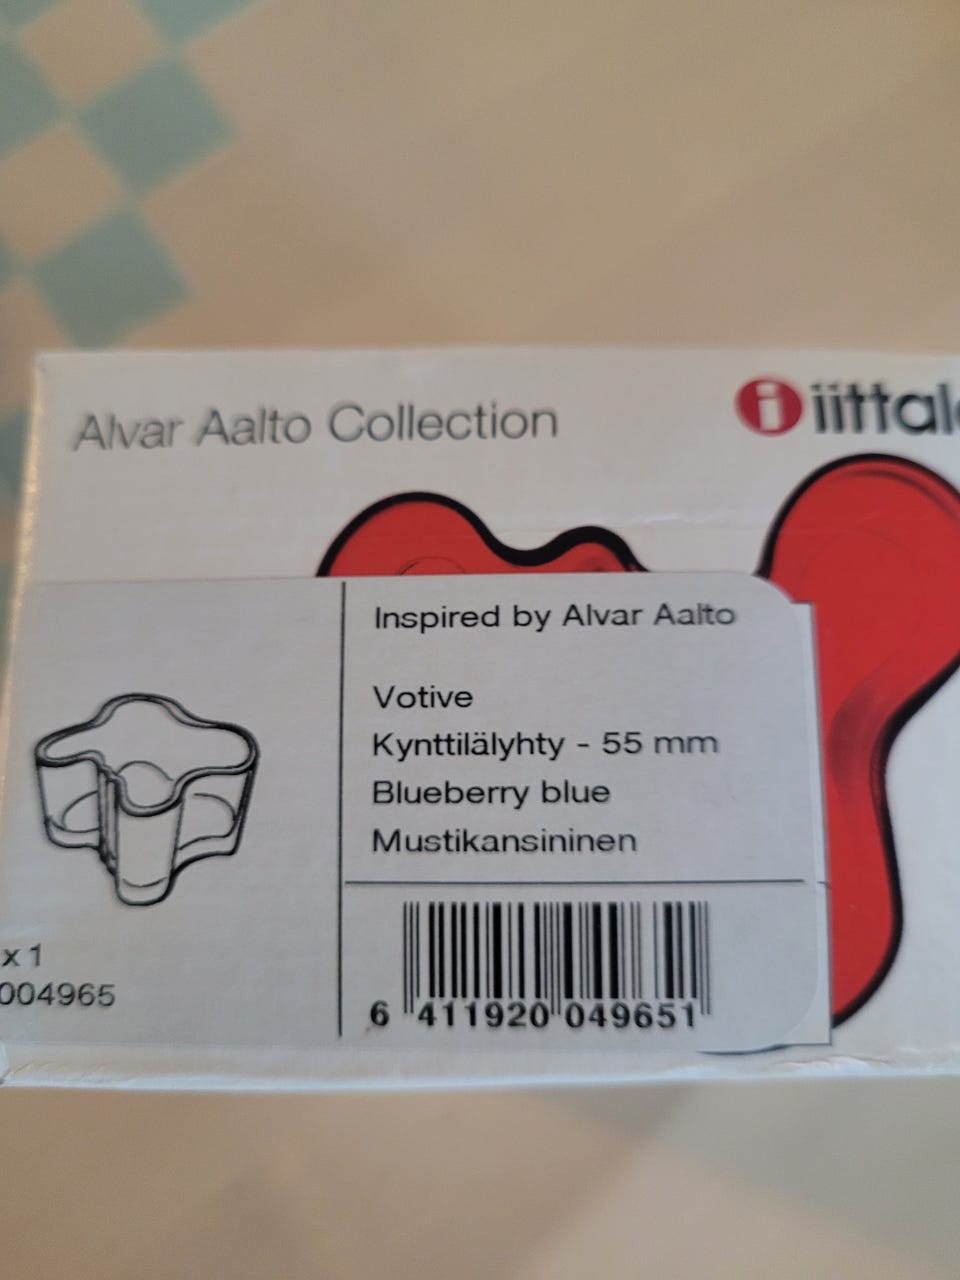 Alvar Aalto Collection
i iittala
Inspired by Alvar Aalto
Votive
Kynttilälyhty - 55 mm
Blueberry blue
Mustikansininen
x 1
004965
6 411920 049651